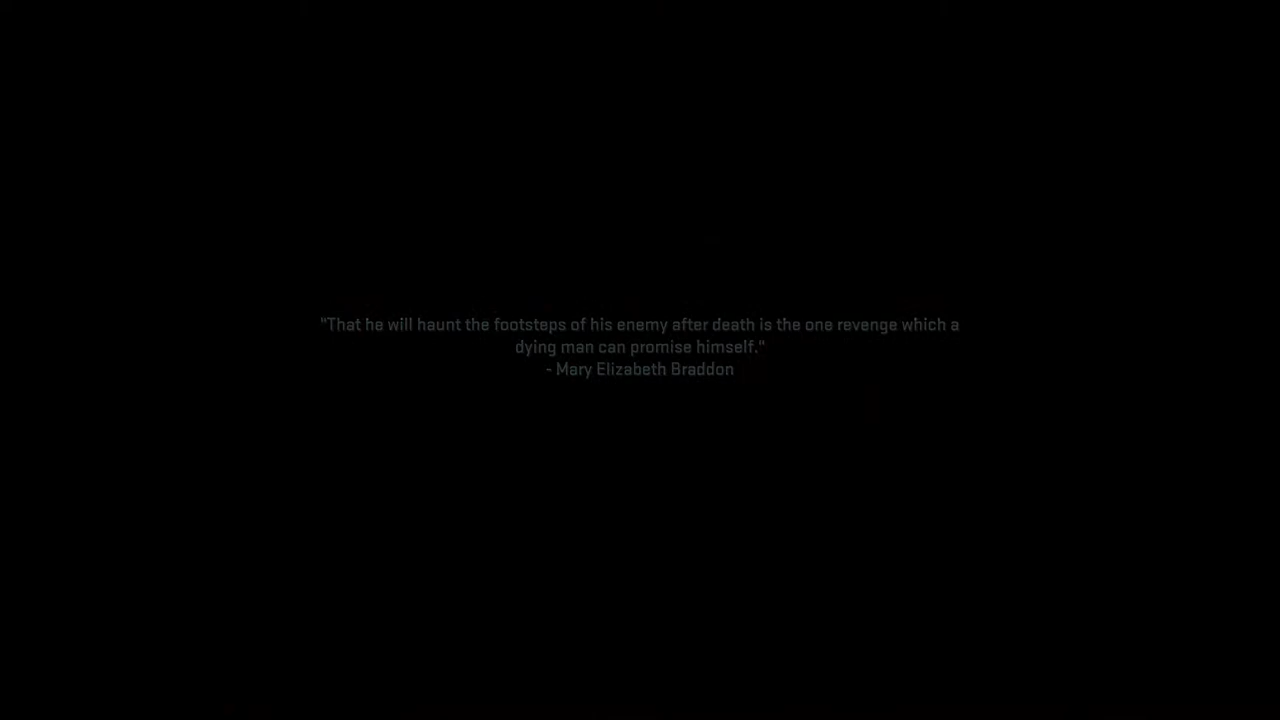 "That he will haunt the footsteps of his enemy after death is the one revenge which a
dying man can promise himself."
- Mary Elizabeth Braddon